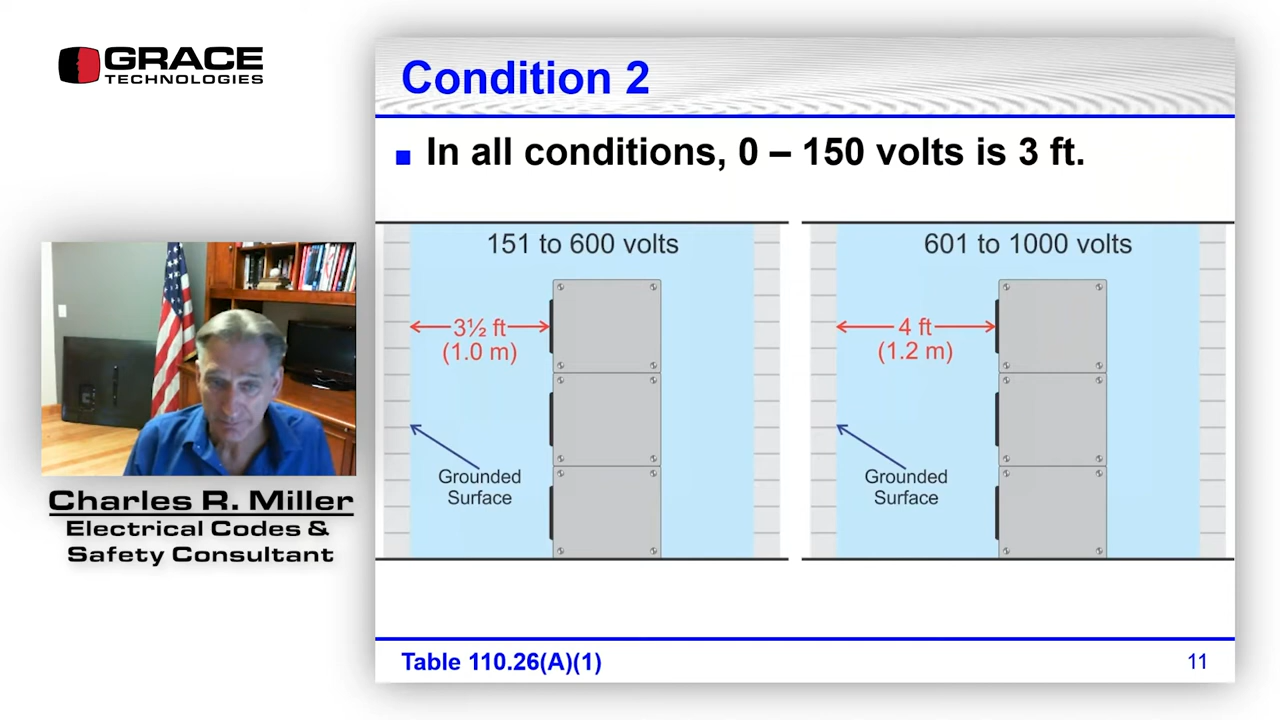 GRACE
TECHNOLOGIES
Condition 2
In all conditions, 0 – 150 volts is 3 ft.
151 to 600 volts
3½ ft
(1.0 m)
Grounded
Surface
601 to 1000 volts
4 ft
(1.2 m)
Grounded
Surface
Charles R. Miller
Electrical Codes &
Safety Consultant
Table 110.26(A)(1)
11